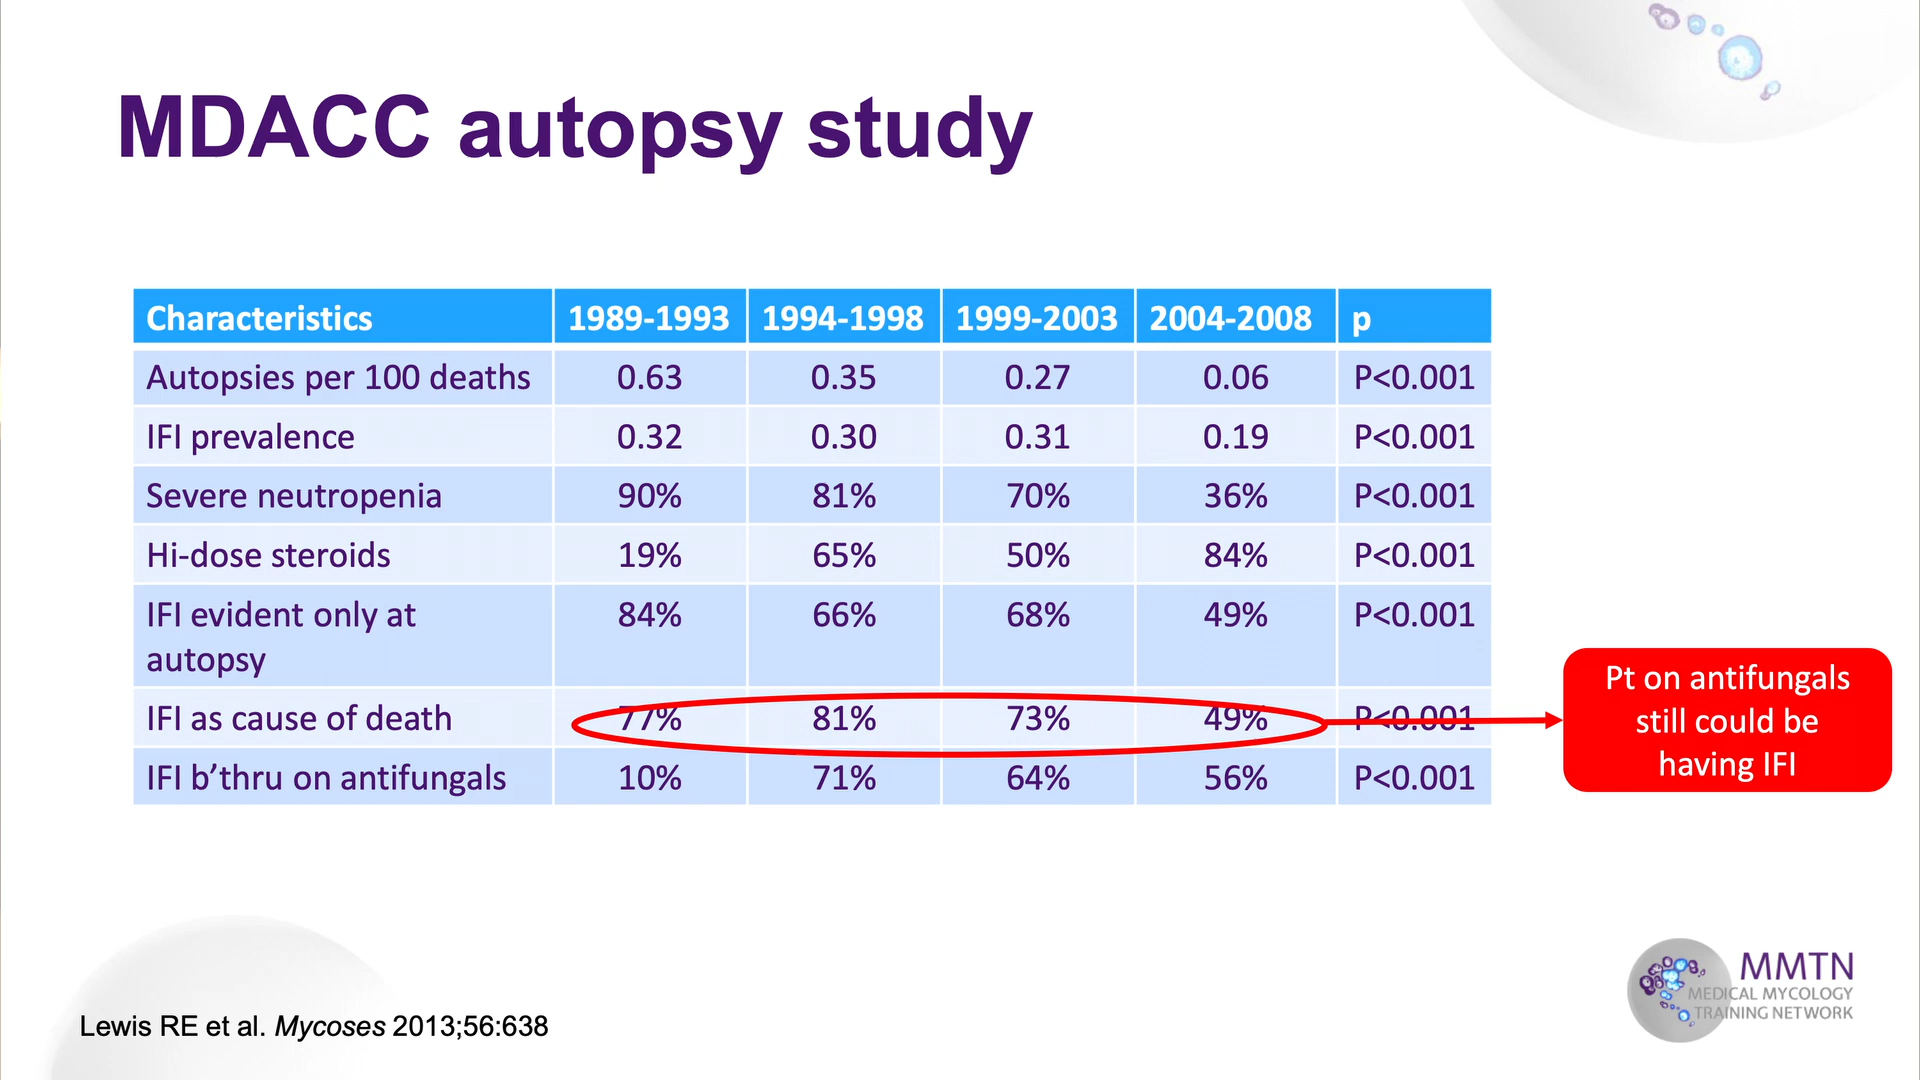 MDACC autopsy study
Characteristics 1989-1993 1994-1998 1999-2003 2004-2008 p
Autopsies per 100 deaths 0.63 0.35 0.27 0.06 P<0.001
IFI prevalence 0.32 0.30 0.31 0.19 P<0.001
Severe neutropenia 90% 81% 70% 36% P<0.001
Hi-dose steroids 19% 65% 50% 84% P<0.001
IFI evident only at 84% 66% 68% 49% P<0.001
autopsy
IFI as cause of death 77% 81% 73% 49% P<0.001
IFI b’thru on antifungals 10% 71% 64% 56% P<0.001
Pt on antifungals
still could be
having IFI
MMTN
MEDICAL MYCOLOGY
TRAINING NETWORK
Lewis RE et al. Mycoses 2013;56:638